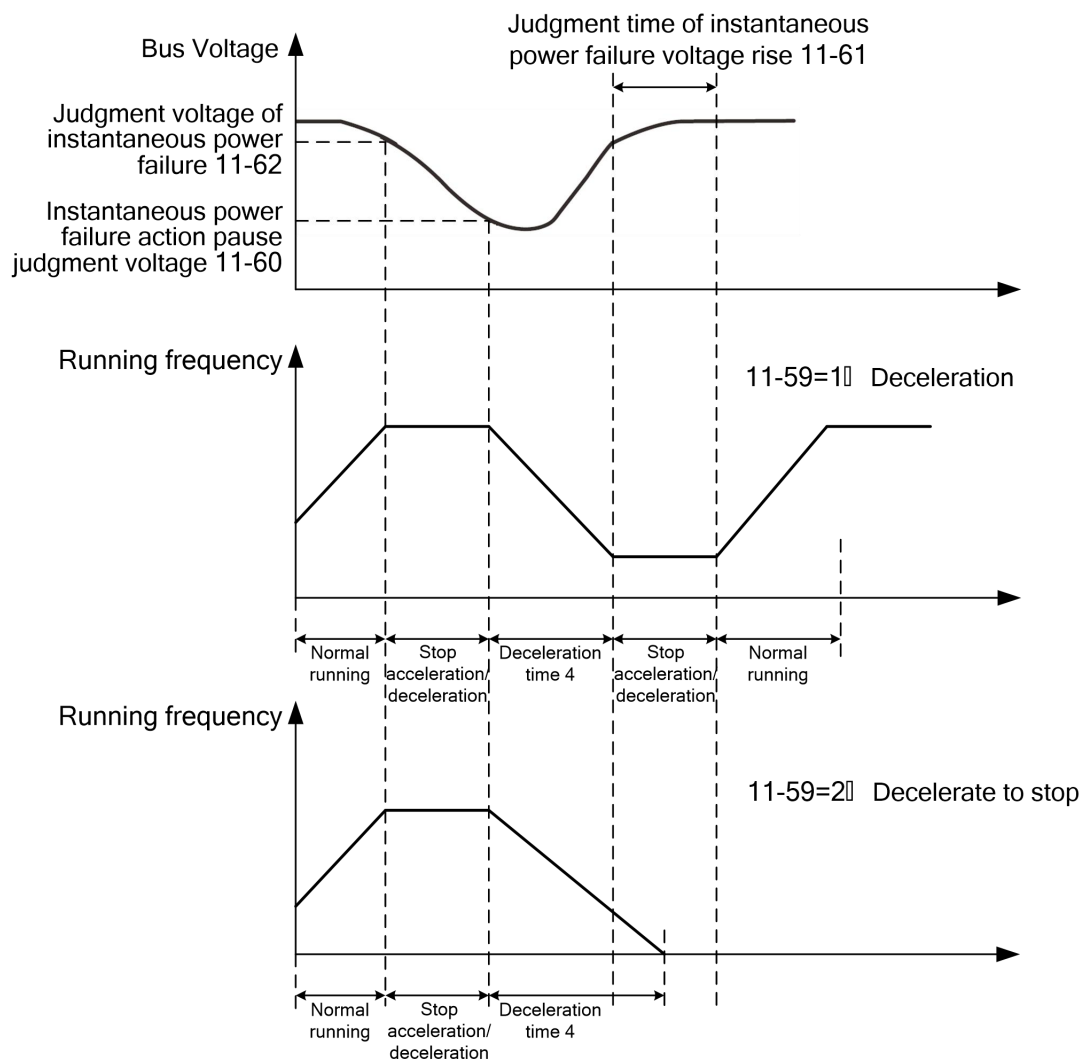 Judgment time of instantaneous
power failure voltage rise 11-61
Bus Voltage
Judgment voltage of
instantaneous power
failure 11-62
Instantaneous power
failure action pause
judgment voltage 11-60
Running frequency
11-59=1▯ Deceleration
Normal
running
Stop
acceleration/
deceleration
Deceleration
time 4
Stop
acceleration/
deceleration
Normal
running
Running frequency
11-59=2▯ Decelerate to stop
Normal
running
Stop
acceleration/
deceleration
Deceleration
time 4